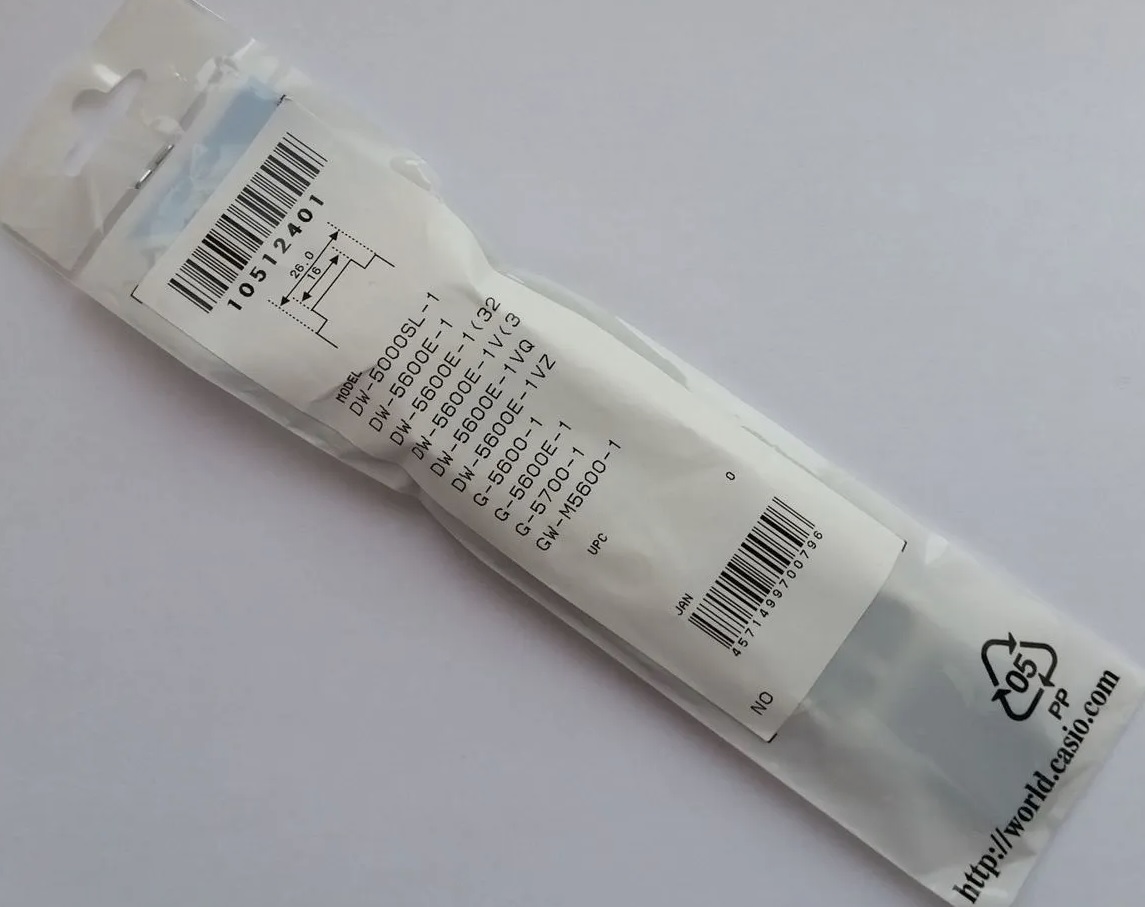 10512401
26.0
16
MODEL
DW-5000SL-1
DW-5600E-1
DW-5600E-1(32
DW-5600E-1V(3
DW-5600E-1VQ
DW-5600E-1VZ
G-5600-1
G-5600E-1
G-5700-1
GW-M5600-1
UPC
0
JAN
4571499700796
NO
05
PP
http://world.casio.com